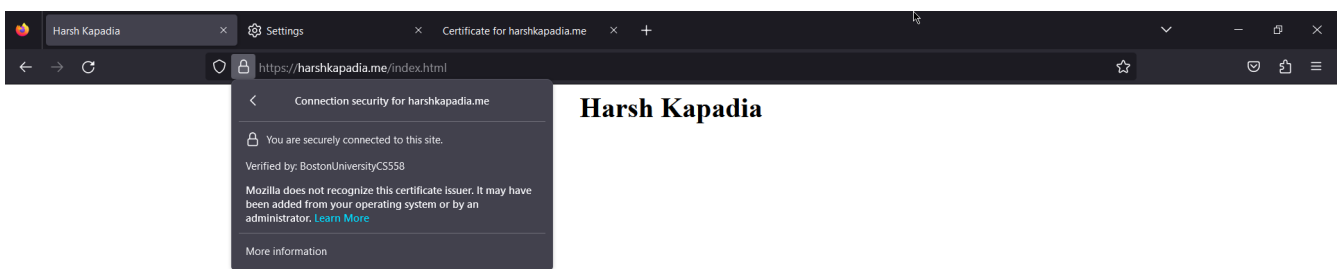 Harsh Kapadia
Settings
Certificate for harshkapadia.me
https://harshkapadia.me/index.html
Connection security for harshkapadia.me
Harsh Kapadia
You are securely connected to this site.
Verified by: BostonUniversityCS558
Mozilla does not recognize this certificate issuer. It may have
been added from your operating system or by an
administrator. Learn More
More information